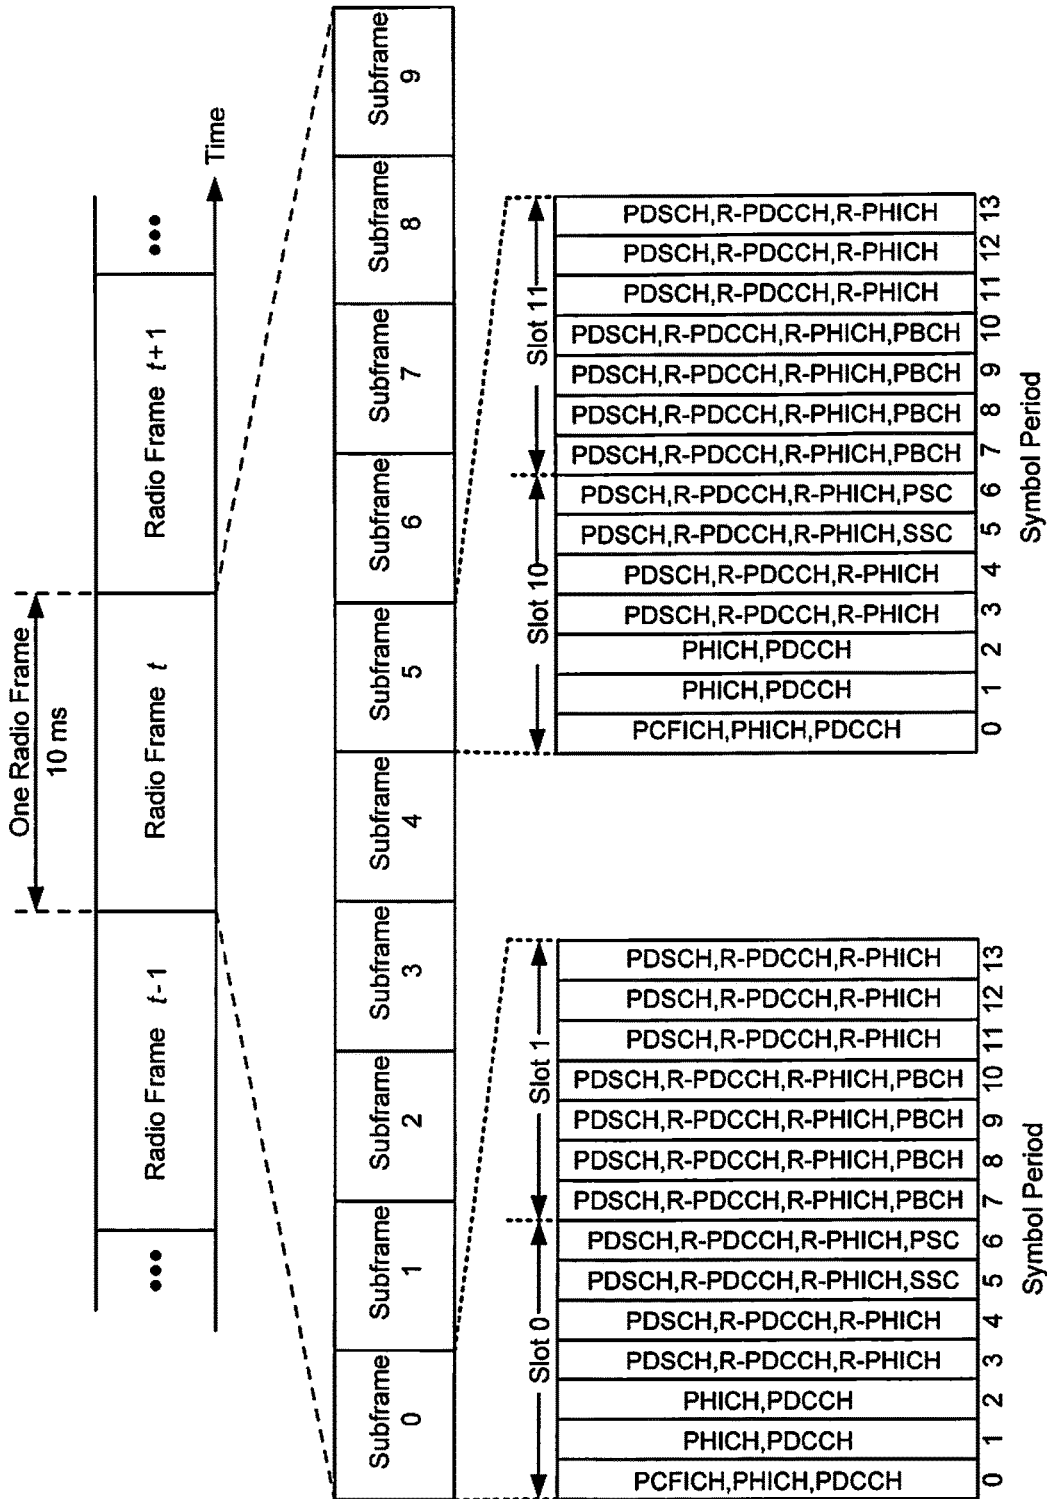 One Radio Frame
10 ms
Radio Frame t-1
Radio Frame t
Radio Frame t+1
Time
Subframe
0
Subframe
1
Subframe
2
Subframe
3
Subframe
4
Subframe
5
Subframe
6
Subframe
7
Subframe
8
Subframe
9
Slot 0
Slot 1
PCFICH,PHICH,PDCCH
PHICH,PDCCH
PHICH,PDCCH
PDSCH,R-PDCCH,R-PHICH
PDSCH,R-PDCCH,R-PHICH
PDSCH,R-PDCCH,R-PHICH,SSC
PDSCH,R-PDCCH,R-PHICH,PSC
PDSCH,R-PDCCH,R-PHICH,PBCH
PDSCH,R-PDCCH,R-PHICH,PBCH
PDSCH,R-PDCCH,R-PHICH,PBCH
PDSCH,R-PDCCH,R-PHICH,PBCH
PDSCH,R-PDCCH,R-PHICH
PDSCH,R-PDCCH,R-PHICH
PDSCH,R-PDCCH,R-PHICH
0 1 2 3 4 5 6 7 8 9 10 11 12 13
Symbol Period
Slot 10
Slot 11
PCFICH,PHICH,PDCCH
PHICH,PDCCH
PHICH,PDCCH
PDSCH,R-PDCCH,R-PHICH
PDSCH,R-PDCCH,R-PHICH
PDSCH,R-PDCCH,R-PHICH,SSC
PDSCH,R-PDCCH,R-PHICH,PSC
PDSCH,R-PDCCH,R-PHICH,PBCH
PDSCH,R-PDCCH,R-PHICH,PBCH
PDSCH,R-PDCCH,R-PHICH,PBCH
PDSCH,R-PDCCH,R-PHICH,PBCH
PDSCH,R-PDCCH,R-PHICH
PDSCH,R-PDCCH,R-PHICH
PDSCH,R-PDCCH,R-PHICH
0 1 2 3 4 5 6 7 8 9 10 11 12 13
Symbol Period